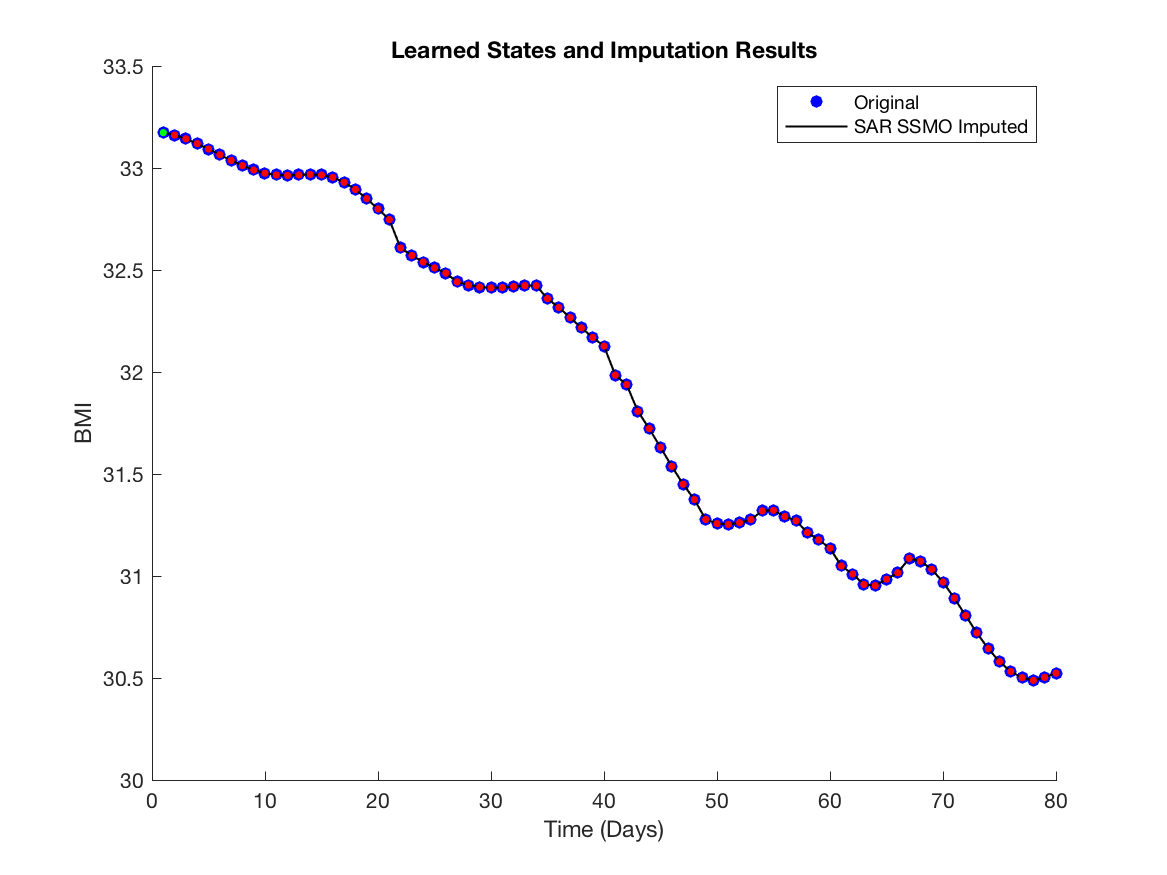 Learned States and Imputation Results
33.5
33
32.5
32
31.5
31
30.5
30
BMI
Original
SAR SSMO Imputed
0 10 20 30 40 50 60 70 80
Time (Days)